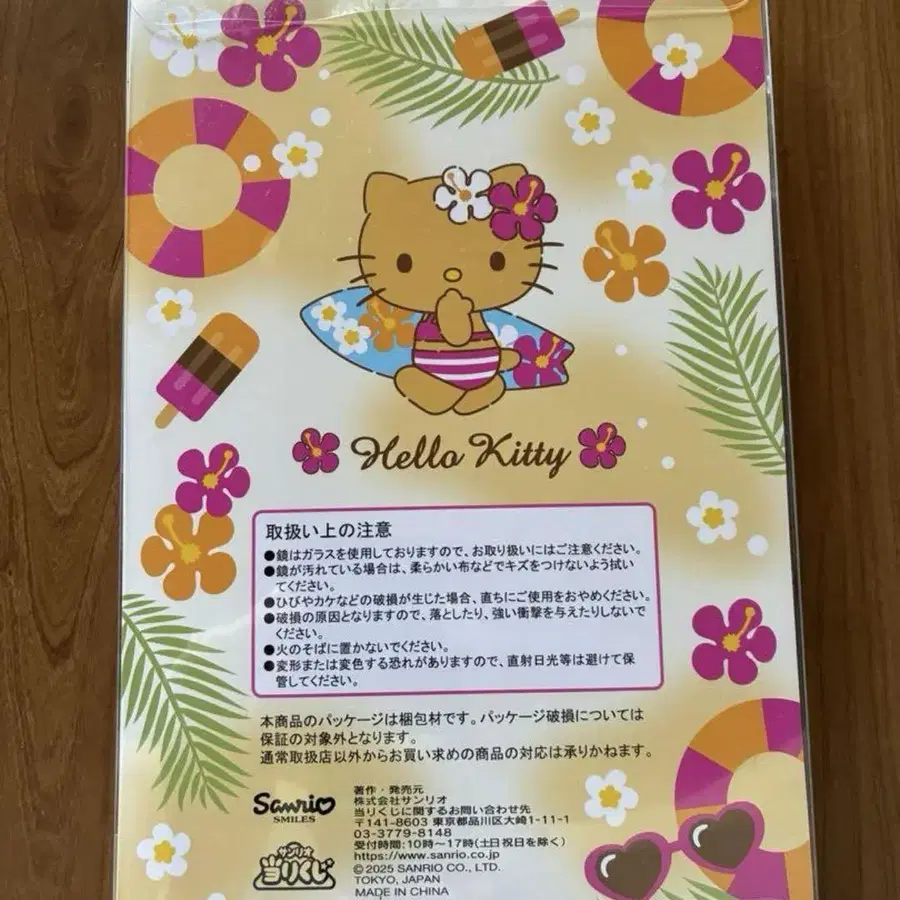 Hello Kitty
取扱い上の注意
●鏡はガラスを使用しておりますので、お取り扱いにはご注意ください。
●鏡が汚れている場合は、柔らかい布などでキズをつけないよう拭い
てください。
●ひびやカケなどの破損が生じた場合、直ちにご使用をおやめください。
●破損の原因となりますので、落としたり、強い衝撃を与えたりしないで
ください。
●火のそばに置かないでください。
●変形または変色する恐れがありますので、直射日光等は避けて保
管してください。
本商品のパッケージは梱包材です。パッケージ破損については
保証の対象外となります。
通常取扱店以外からお買い求めの商品の対応は承りかねます。
Sanrio
SMILES
サンリオ
当りくじ
著作・発売元
株式会社サンリオ
当りくじに関するお問い合わせ先
〒141-8603 東京都品川区大崎1-11-1
03-3779-8148
受付時間:10時〜17時(土日祝日を除く)
https://www.sanrio.co.jp
©2025 SANRIO CO., LTD.
TOKYO, JAPAN
MADE IN CHINA